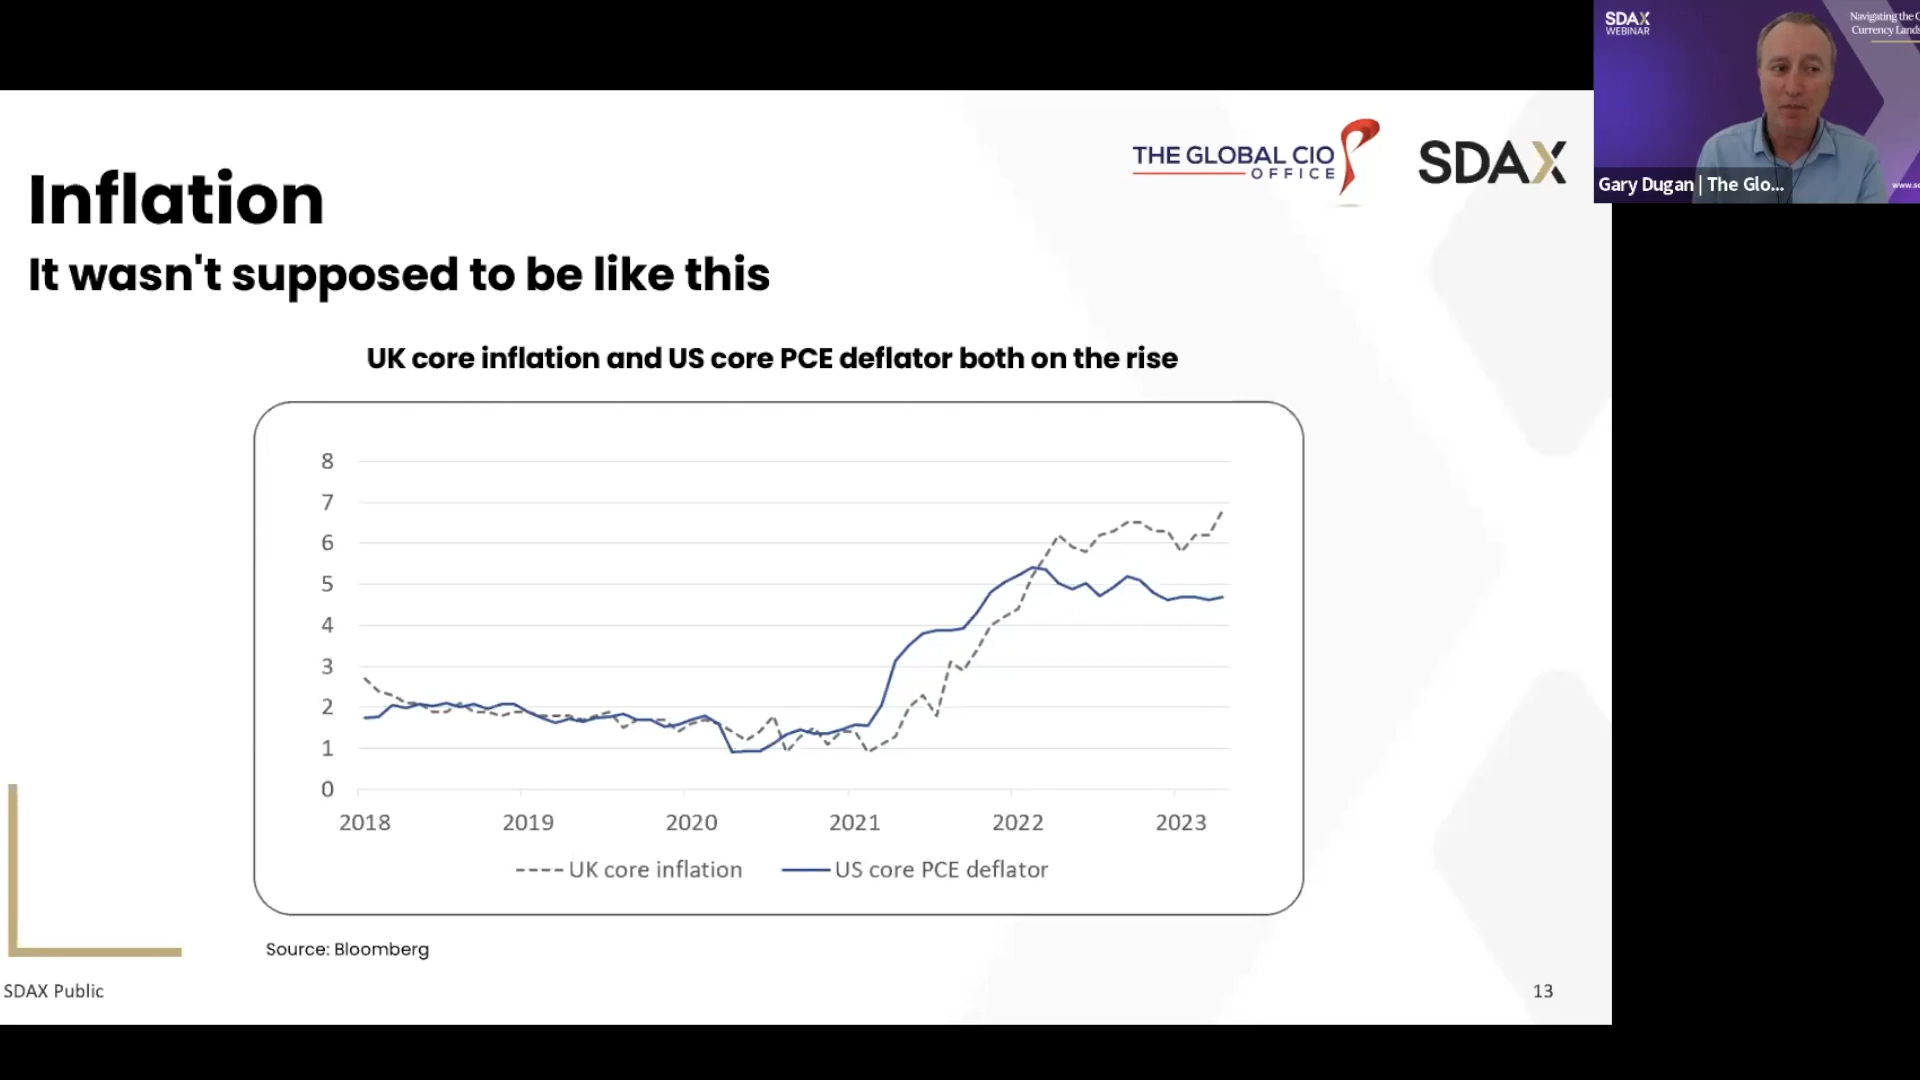 SDAX
WEBINAR
Navigating the
Currency
Gary Dugan | The Glo...
THE GLOBAL CIO
OFFICE
SDAX
Inflation
It wasn't supposed to be like this
UK core inflation and US core PCE deflator both on the rise
8
7
6
5
4
3
2
1
0
2018 2019 2020 2021 2022 2023
UK core inflation US core PCE deflator
Source: Bloomberg
SDAX Public
13